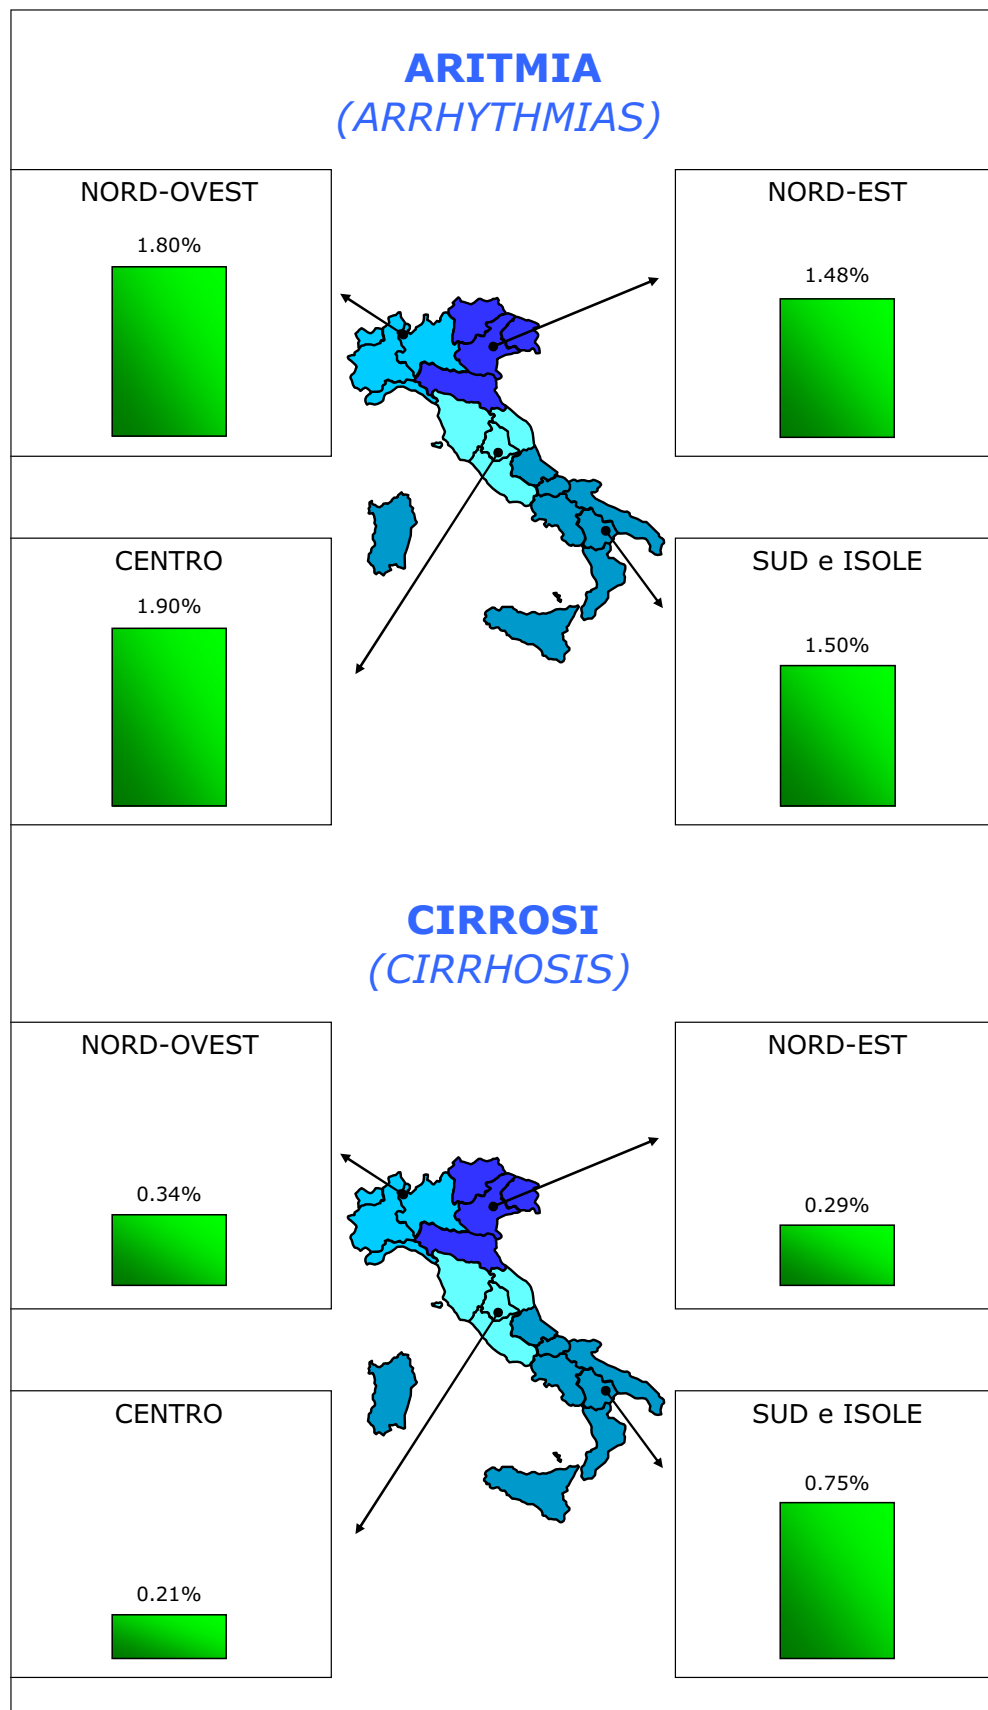 ARITMIA
(ARRHYTHMIAS)
NORD-OVEST
1.80%
NORD-EST
1.48%
CENTRO
1.90%
SUD e ISOLE
1.50%
CIRROSI
(CIRRHOSIS)
NORD-OVEST
0.34%
NORD-EST
0.29%
CENTRO
0.21%
SUD e ISOLE
0.75%